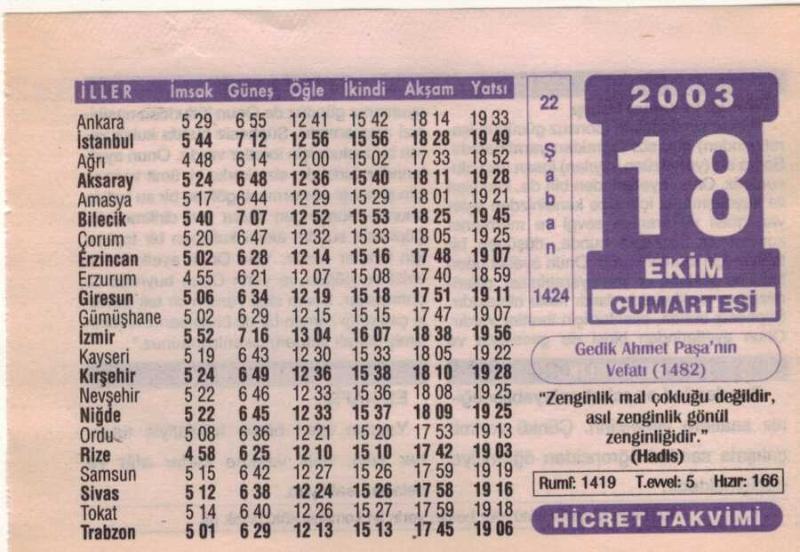 İLLER İmsak Güneş Öğle İkindi Akşam Yatsı
Ankara 5 29 6 55 12 41 15 42 18 14 19 33
İstanbul 5 44 7 12 12 56 15 56 18 28 19 49
Ağrı 4 48 6 14 12 00 15 02 17 33 18 52
Aksaray 5 24 6 48 12 36 15 40 18 11 19 28
Amasya 5 17 6 44 12 29 15 29 18 01 19 21
Bilecik 5 40 7 07 12 52 15 53 18 25 19 45
Çorum 5 20 6 47 12 32 15 32 18 05 19 25
Erzincan 5 02 6 28 12 14 15 16 17 48 19 07
Erzurum 4 55 6 21 12 07 15 08 17 40 18 59
Giresun 5 06 6 34 12 19 15 18 17 51 19 11
Gümüşhane 5 02 6 29 12 15 15 15 17 47 19 07
İzmir 5 52 7 16 13 04 16 07 18 38 19 56
Kayseri 5 19 6 43 12 30 15 33 18 05 19 22
Kırşehir 5 24 6 49 12 36 15 38 18 10 19 28
Nevşehir 5 22 6 46 12 33 15 36 18 08 19 25
Niğde 5 22 6 45 12 33 15 37 18 09 19 25
Ordu 5 08 6 36 12 21 15 20 17 53 19 13
Rize 4 58 6 25 12 10 15 10 17 42 19 03
Samsun 5 15 6 42 12 27 15 26 17 59 19 19
Sivas 5 12 6 38 12 24 15 26 17 58 19 16
Tokat 5 14 6 40 12 26 15 27 17 59 19 18
Trabzon 5 01 6 29 12 13 15 13 17 45 19 06
22
Şaban
1424
2003
18
EKİM
CUMARTESİ
Gedik Ahmet Paşa'nın
Vefatı (1482)
"Zenginlik mal çokluğu değildir,
asıl zenginlik gönül
zenginliğidir."
(Hadis)
Rumî: 1419 T.evvel: 5 Hızır: 166
HİCRET TAKVİMİ